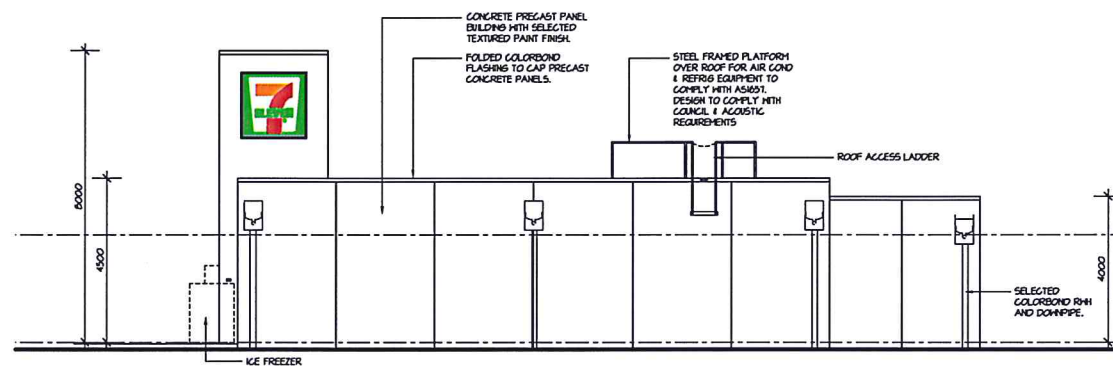 CONCRETE PRECAST PANEL
BUILDING WITH SELECTED
TEXTURED PAINT FINISH.
FOLDED COLORBOND
FLASHING TO CAP PRECAST
CONCRETE PANELS.
STEEL FRAMED PLATFORM
OVER ROOF FOR AIR COND
& REFRIG EQUIPMENT TO
COMPLY WITH AS1657.
DESIGN TO COMPLY WITH
COUNCIL & ACOUSTIC
REQUIREMENTS
ROOF ACCESS LADDER
7
ELEVEn
8000
4500
4000
SELECTED
COLORBOND RWH
AND DOWNPIPE.
ICE FREEZER